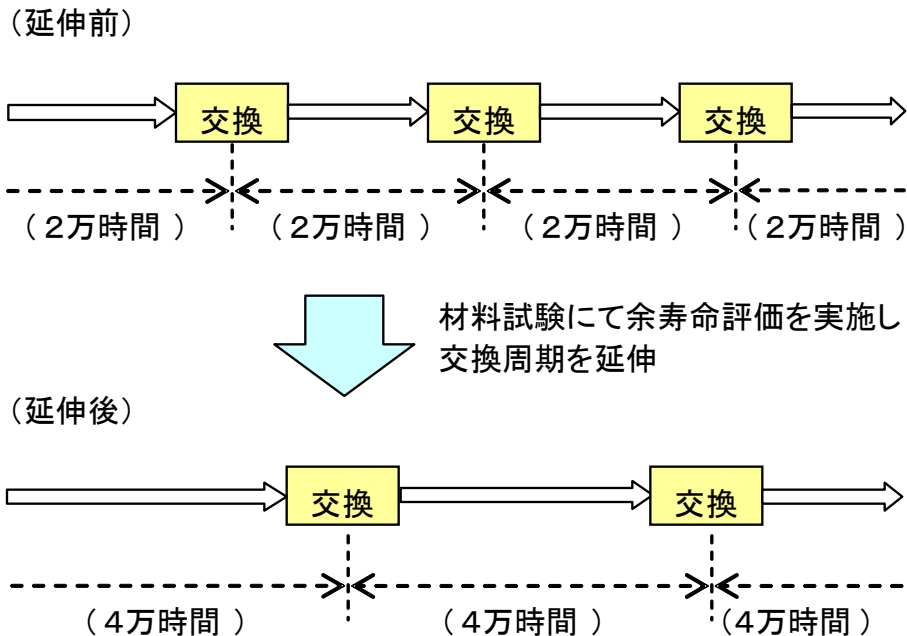 （延伸前）
交換 交換 交換
（２万時間） （２万時間） （２万時間） （２万時間）
材料試験にて余寿命評価を実施し
交換周期を延伸
（延伸後）
交換 交換
（４万時間） （４万時間） （４万時間）